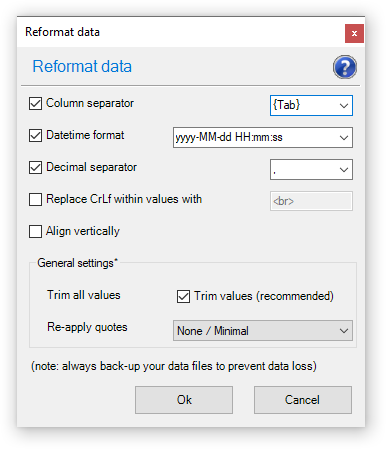 Reformat data
x
Reformat data
?
Column separator {Tab}
Datetime format yyyy-MM-dd HH:mm:ss
Decimal separator .
Replace CrLf within values with <br>
Align vertically
General settings*
Trim all values Trim values (recommended)
Re-apply quotes None / Minimal
(note: always back-up your data files to prevent data loss)
Ok Cancel